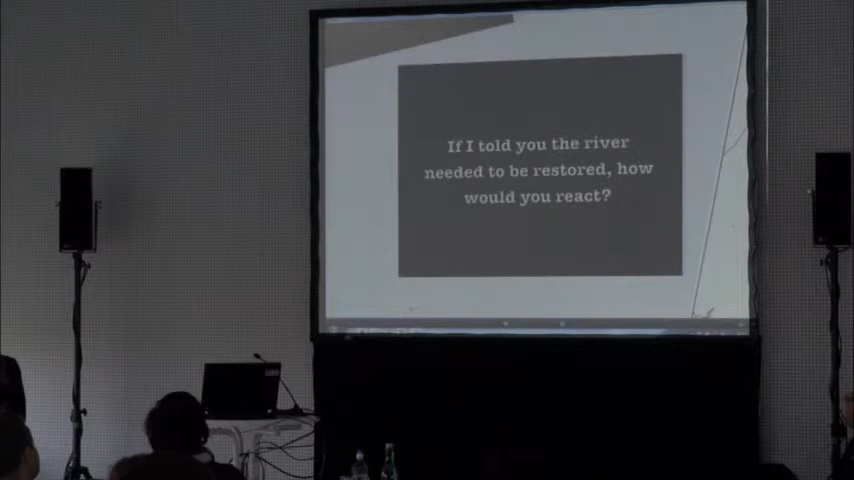 If I told you the river
needed to be restored, how
would you react?